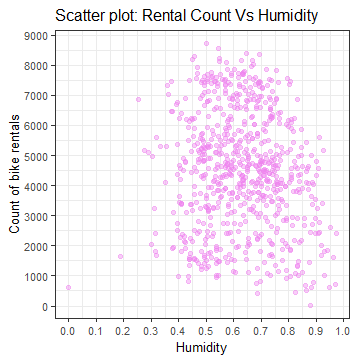 Scatter plot: Rental Count Vs Humidity
9000
8000
7000
6000
5000
4000
3000
2000
1000
0
Count of bike rentals
0.0 0.1 0.2 0.3 0.4 0.5 0.6 0.7 0.8 0.9 1.0
Humidity